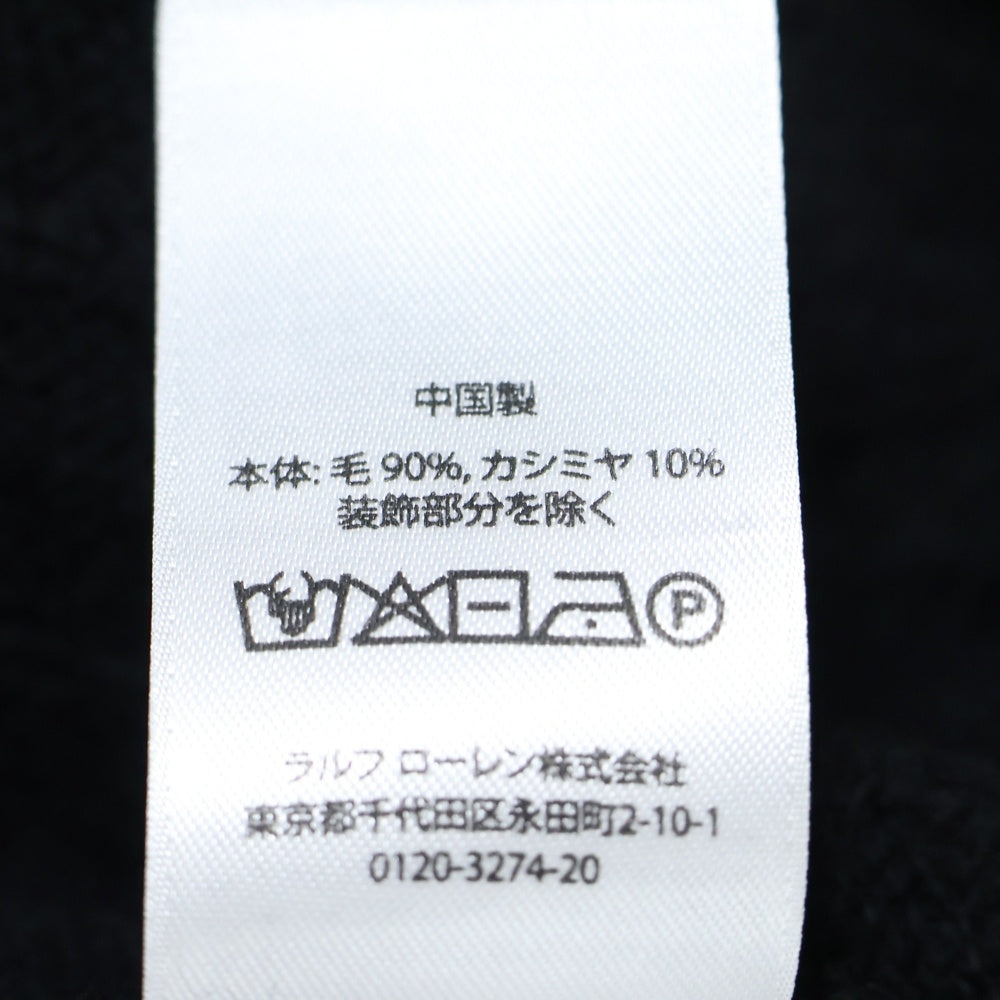 中国製
本体: 毛 90%, カシミヤ 10%
装飾部分を除く
P
ラルフ ローレン株式会社
東京都千代田区永田町2-10-1
0120-3274-20